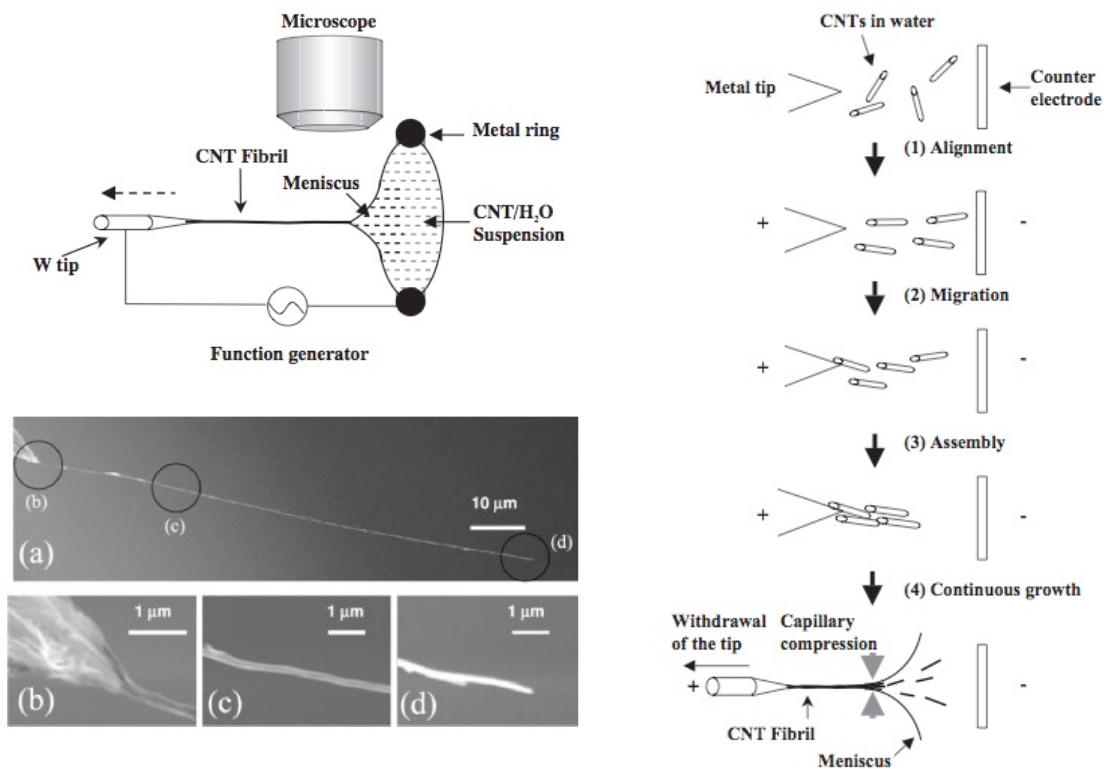 Microscope
Metal ring
CNT Fibril
Meniscus
CNT/H₂O
Suspension
W tip
Function generator
(b)
(c)
10 μm
(d)
(a)
1 μm
(b)
1 μm
(c)
1 μm
(d)
CNTs in water
Metal tip
Counter
electrode
(1) Alignment
+
-
(2) Migration
+
-
(3) Assembly
+
-
(4) Continuous growth
Withdrawal
of the tip
Capillary
compression
+
-
CNT Fibril
Meniscus